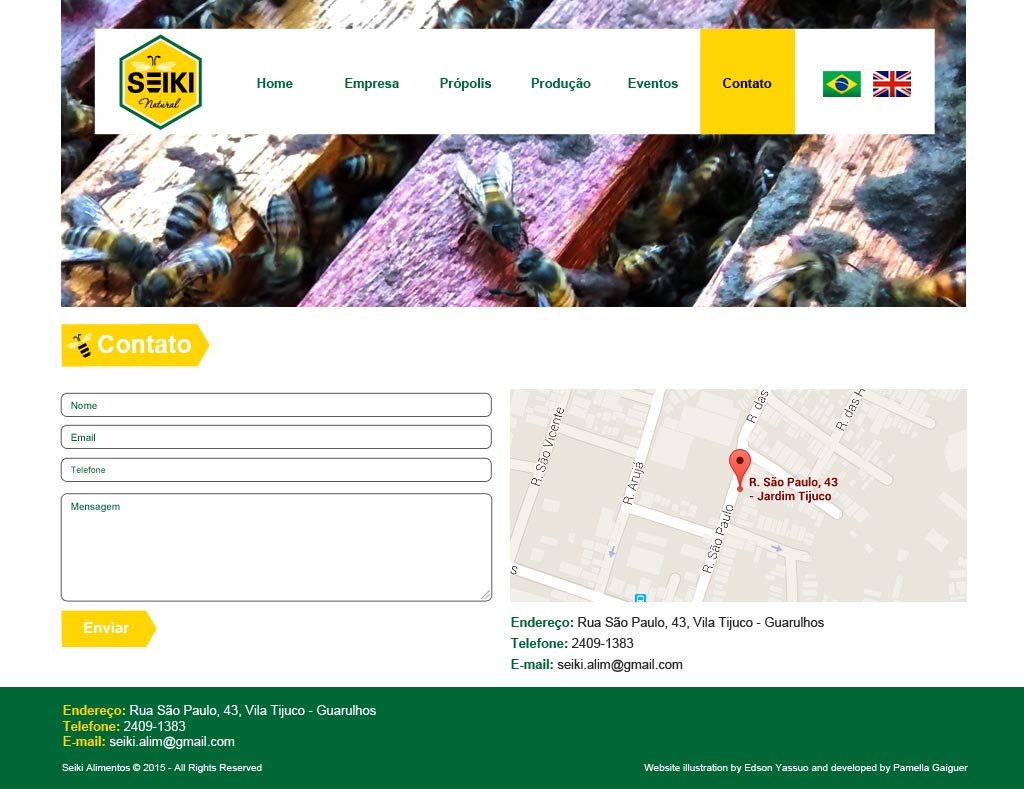 SEIKI
Natural
Home
Empresa
Própolis
Produção
Eventos
Contato
Contato
Nome
Email
Telefone
Mensagem
Enviar
R. São Vicente
R. Arujá
R. São Paulo
R. das
R. das H
S
R. São Paulo, 43
- Jardim Tijuco
Endereço: Rua São Paulo, 43, Vila Tijuco - Guarulhos
Telefone: 2409-1383
E-mail: seiki.alim@gmail.com
Endereço: Rua São Paulo, 43, Vila Tijuco - Guarulhos
Telefone: 2409-1383
E-mail: seiki.alim@gmail.com
Seiki Alimentos © 2015 - All Rights Reserved
Website illustration by Edson Yassuo and developed by Pamella Gaiguer